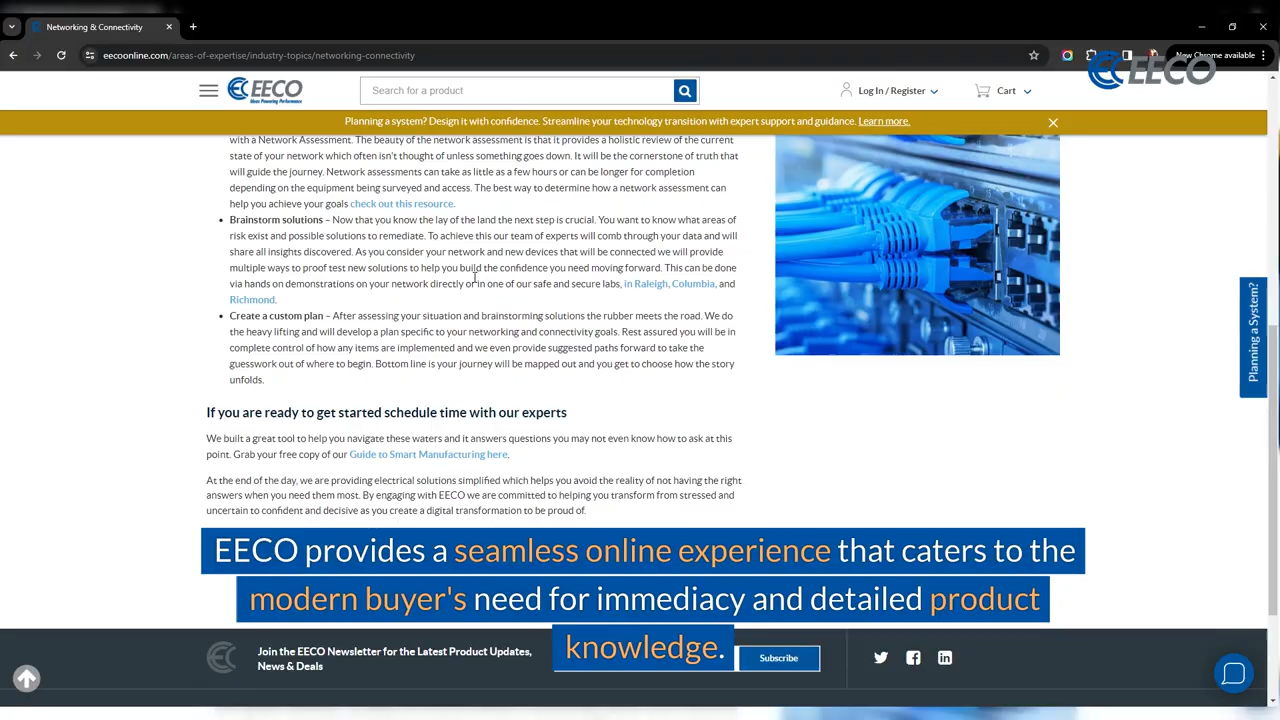 Networking & Connectivity
eecoonline.com/areas-of-expertise/industry-topics/networking-connectivity
New Chrome available
EECO
EECO
Ideas Powering Performance
Search for a product
Log In / Register
Cart
Planning a system? Design it with confidence. Streamline your technology transition with expert support and guidance. Learn more.
with a Network Assessment. The beauty of the network assessment is that it provides a holistic review of the current
state of your network which often isn't thought of unless something goes down. It will be the cornerstone of truth that
will guide the journey. Network assessments can take as little as a few hours or can be longer for completion
depending on the equipment being surveyed and access. The best way to determine how a network assessment can
help you achieve your goals check out this resource.
Brainstorm solutions – Now that you know the lay of the land the next step is crucial. You want to know what areas of
risk exist and possible solutions to remediate. To achieve this our team of experts will comb through your data and will
share all insights discovered. As you consider your network and new devices that will be connected we will provide
multiple ways to proof test new solutions to help you build the confidence you need moving forward. This can be done
via hands on demonstrations on your network directly or in one of our safe and secure labs, in Raleigh, Columbia, and
Richmond.
Create a custom plan – After assessing your situation and brainstorming solutions the rubber meets the road. We do
the heavy lifting and will develop a plan specific to your networking and connectivity goals. Rest assured you will be in
complete control of how any items are implemented and we even provide suggested paths forward to take the
guesswork out of where to begin. Bottom line is your journey will be mapped out and you get to choose how the story
unfolds.
Planning a System?
If you are ready to get started schedule time with our experts
We built a great tool to help you navigate these waters and it answers questions you may not even know how to ask at this
point. Grab your free copy of our Guide to Smart Manufacturing here.
At the end of the day, we are providing electrical solutions simplified which helps you avoid the reality of not having the right
answers when you need them most. By engaging with EECO we are committed to helping you transform from stressed and
uncertain to confident and decisive as you create a digital transformation to be proud of.
EECO provides a seamless online experience that caters to the
modern buyer's need for immediacy and detailed product
knowledge.
Join the EECO Newsletter for the Latest Product Updates,
News & Deals
Subscribe